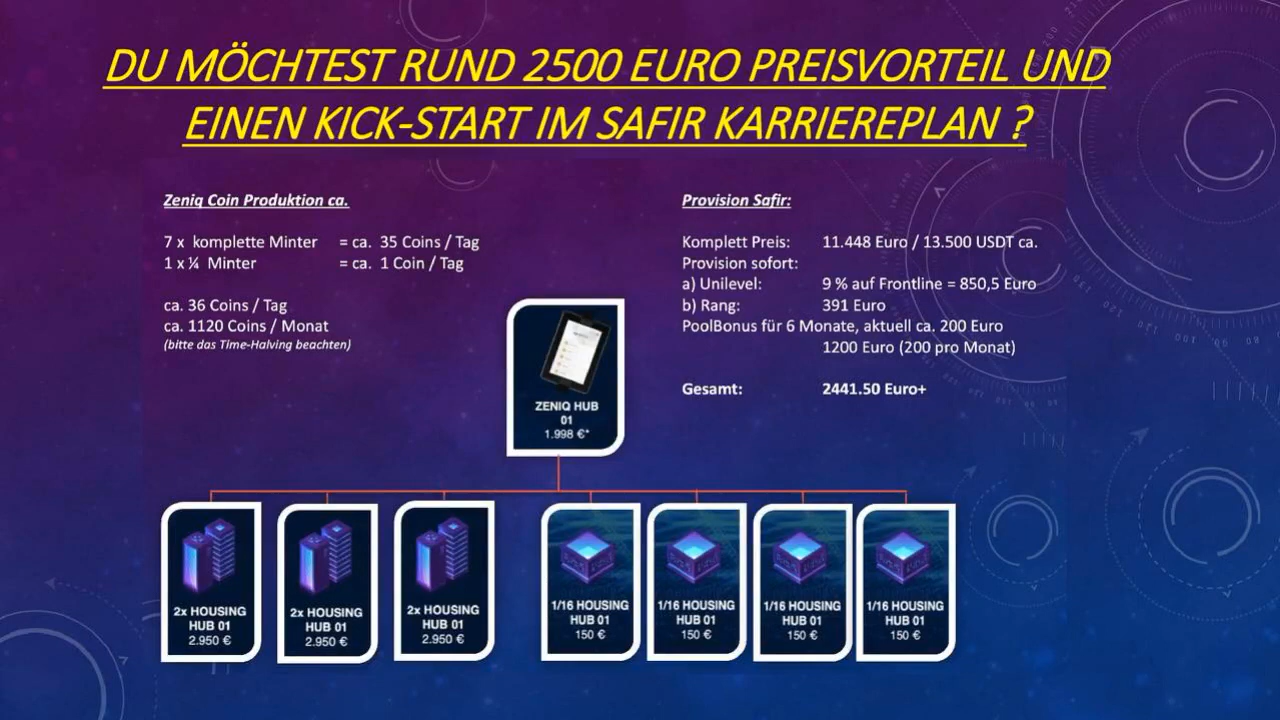 DU MÖCHTEST RUND 2500 EURO PREISVORTEIL UND
EINEN KICK-START IM SAFIR KARRIEREPLAN ?
Zeniq Coin Produktion ca.
7 x komplette Minter = ca. 35 Coins / Tag
1 x ¼ Minter = ca. 1 Coin / Tag
ca. 36 Coins / Tag
ca. 1120 Coins / Monat
(bitte das Time-Halving beachten)
Provision Safir:
Komplett Preis: 11.448 Euro / 13.500 USDT ca.
Provision sofort:
a) Unilevel: 9 % auf Frontline = 850,5 Euro
b) Rang: 391 Euro
PoolBonus für 6 Monate, aktuell ca. 200 Euro
1200 Euro (200 pro Monat)
Gesamt: 2441.50 Euro+
ZENIQ HUB
01
1.998 €*
2x HOUSING
HUB 01
2.950 €
2x HOUSING
HUB 01
2.950 €
2x HOUSING
HUB 01
2.950 €
1/16 HOUSING
HUB 01
150 €
1/16 HOUSING
HUB 01
150 €
1/16 HOUSING
HUB 01
150 €
1/16 HOUSING
HUB 01
150 €